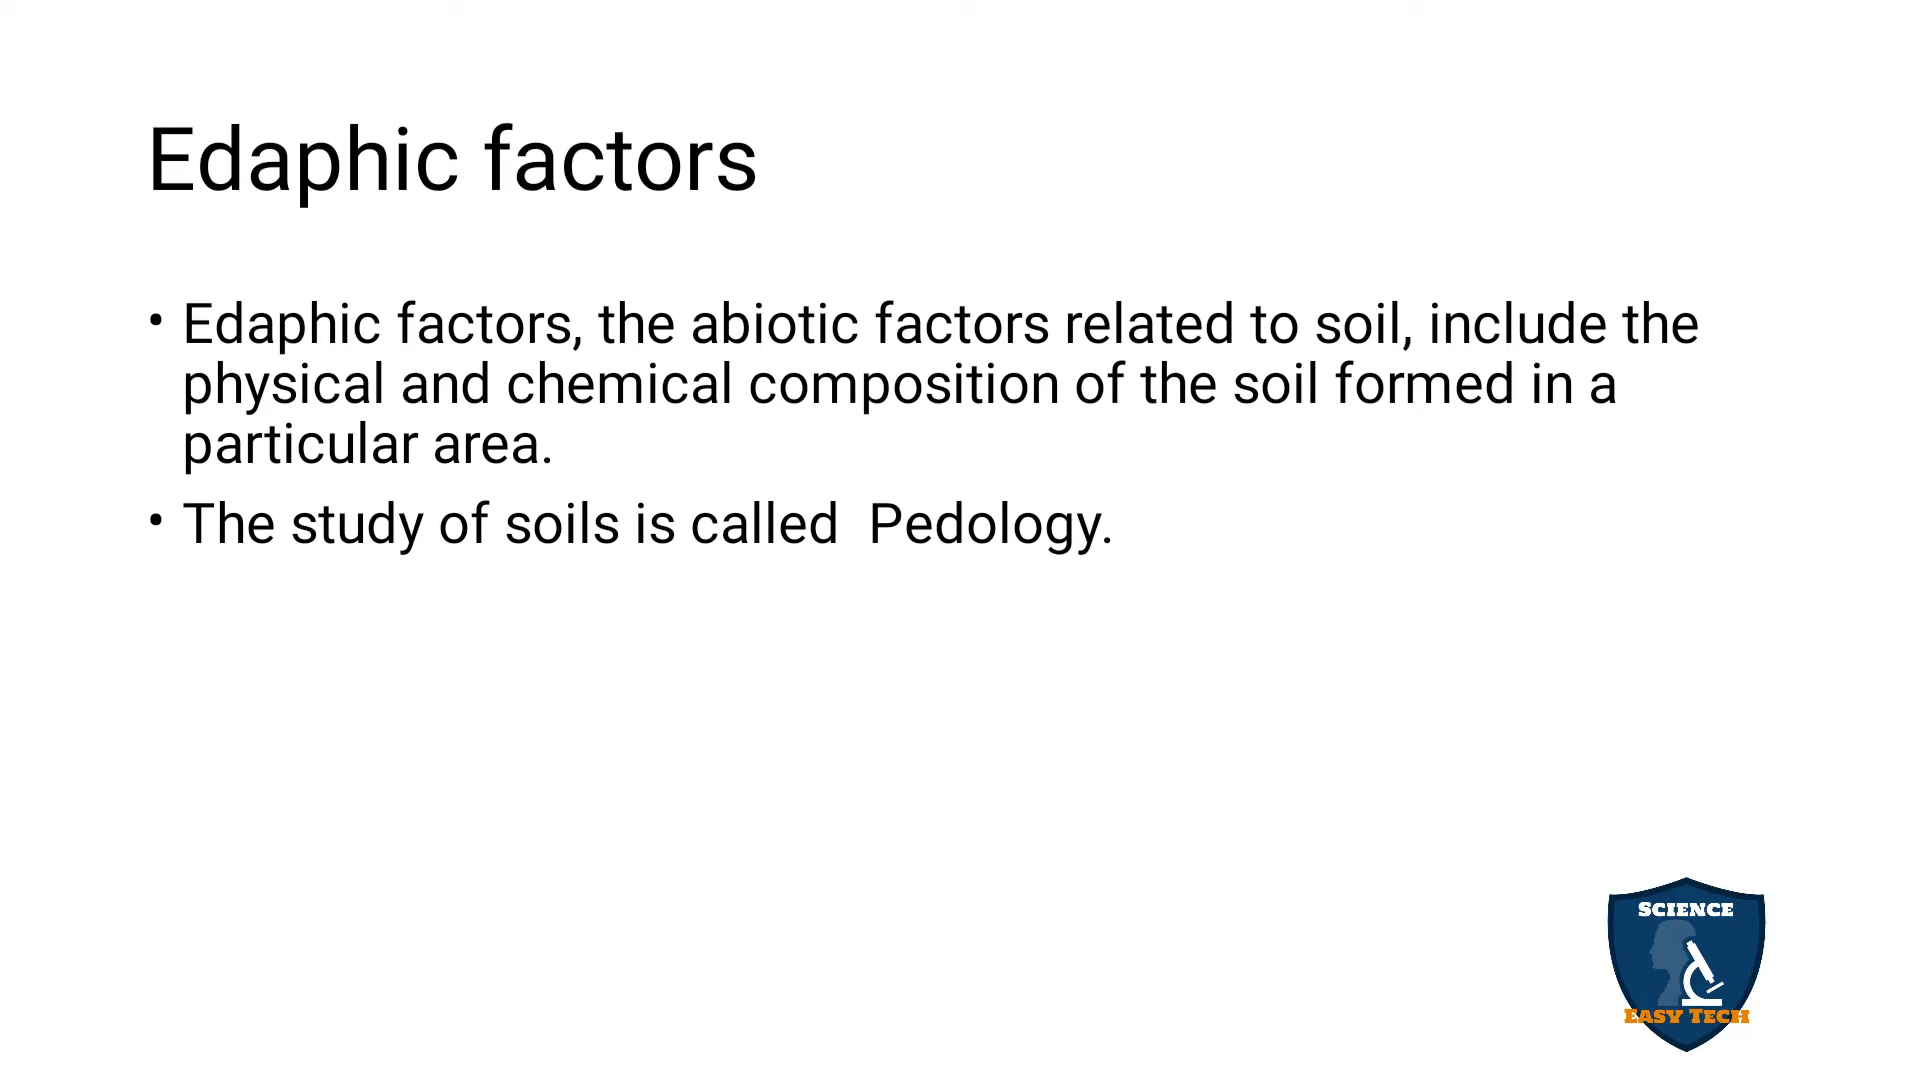 Edaphic factors
• Edaphic factors, the abiotic factors related to soil, include the
physical and chemical composition of the soil formed in a
particular area.
• The study of soils is called  Pedology.
SCIENCE
EASY TECH